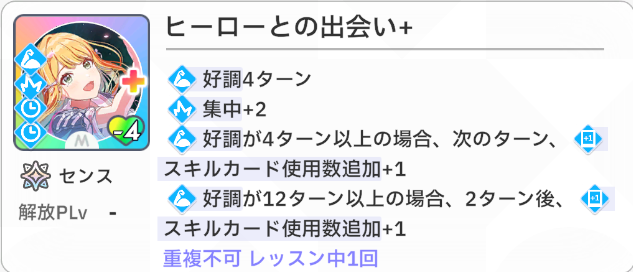 ヒーローとの出会い+
好調4ターン
集中+2
好調が4ターン以上の場合、次のターン、+1
スキルカード使用数追加+1
好調が12ターン以上の場合、2ターン後、+1
スキルカード使用数追加+1
重複不可 レッスン中1回
-4
M
センス
解放PLv -